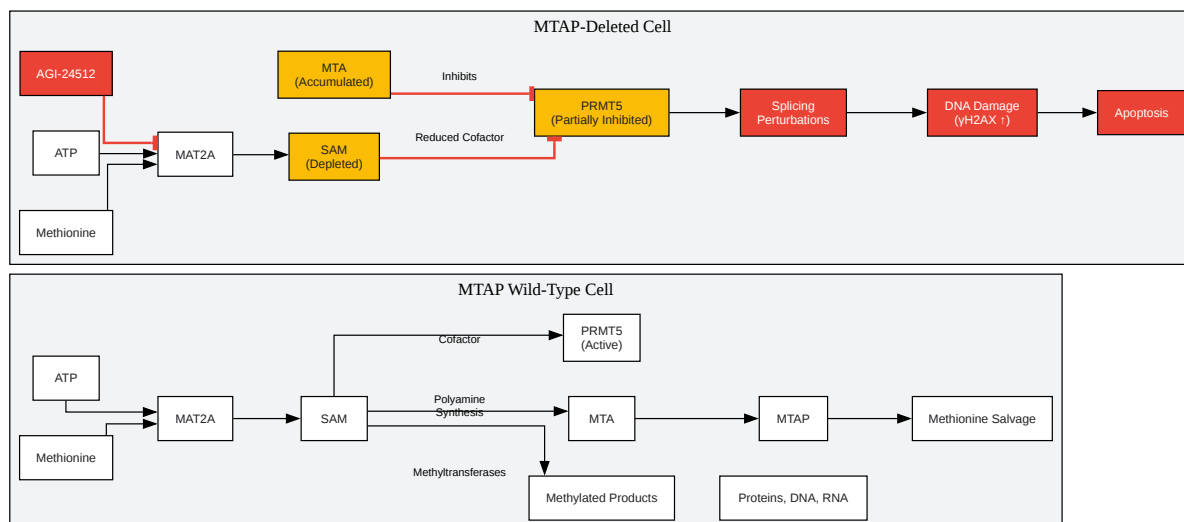 MTAP-Deleted Cell
AGI-24512
MTA
(Accumulated)
Inhibits
PRMT5
(Partially Inhibited)
Splicing
Perturbations
DNA Damage
(γH2AX ↑)
Apoptosis
Reduced Cofactor
ATP
MAT2A
SAM
(Depleted)
Methionine
MTAP Wild-Type Cell
PRMT5
(Active)
Cofactor
ATP
MAT2A
SAM
Polyamine
Synthesis
MTA
MTAP
Methionine Salvage
Methionine
Methyltransferases
Methylated Products
Proteins, DNA, RNA